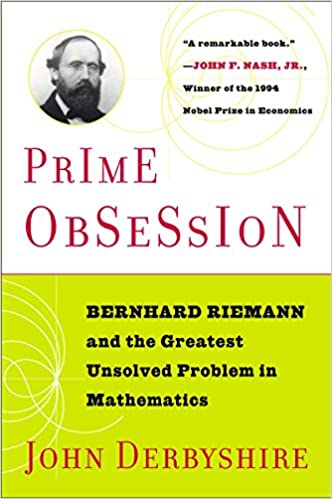 "A remarkable book."
—JOHN F. NASH, JR.,
Winner of the 1994
Nobel Prize in Economics
PRIME
OBSESSION
BERNHARD RIEMANN
and the Greatest
Unsolved Problem in
Mathematics
JOHN DERBYSHIRE